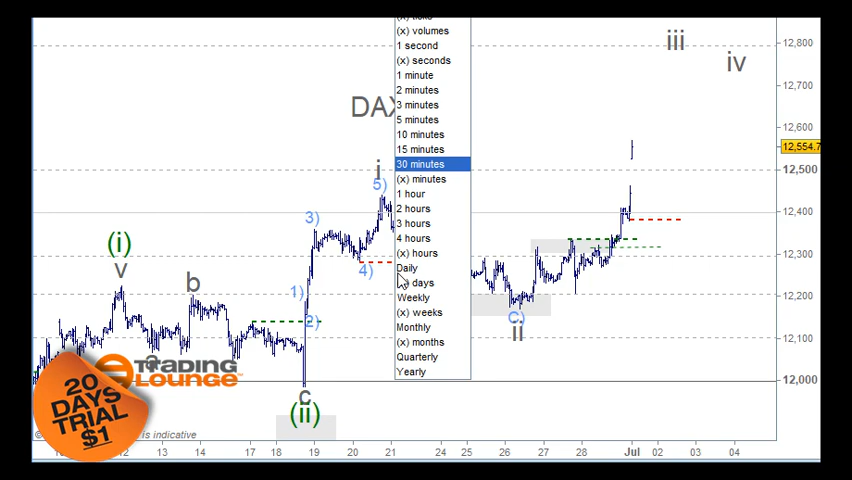 (x) ticks
(x) volumes
1 second
(x) seconds
1 minute
2 minutes
3 minutes
5 minutes
10 minutes
15 minutes
30 minutes
(x) minutes
1 hour
2 hours
3 hours
4 hours
(x) hours
Daily
days
Weekly
(x) weeks
Monthly
(x) months
Quarterly
Yearly
DAX
iii
iv
i
5)
3)
4)
1)
2)
(i)
v
b
c
(ii)
c)
ii
12,800
12,700
12,600
12,554.7
12,500
12,400
12,300
12,200
12,100
12,000
TRADING
LOUNGE
20
DAYS
TRIAL
$1
© is indicative
12 13 14 17 18 19 20 21 24 25 26 27 28 Jul 02 03 04